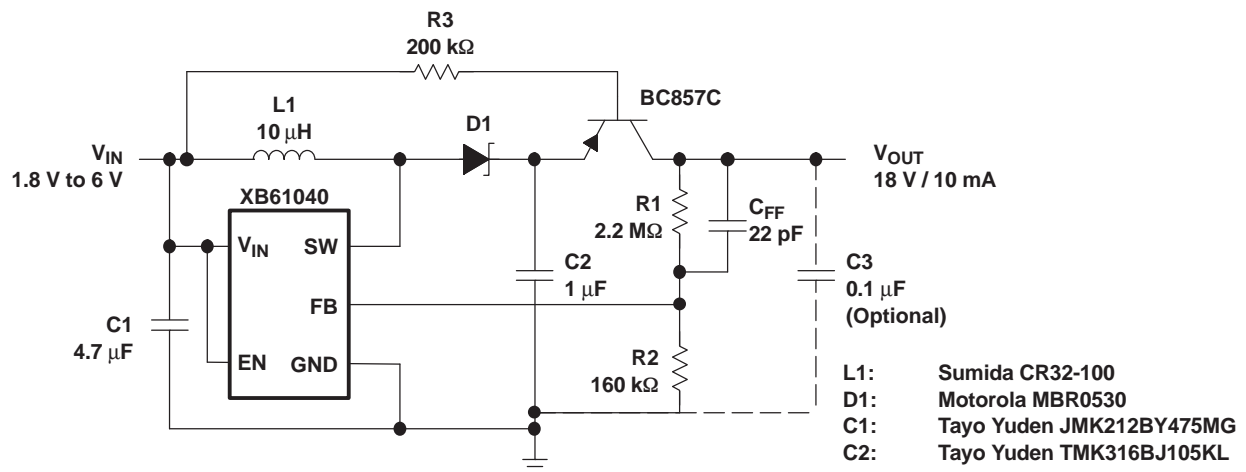 R3
200 kΩ
BC857C
L1
10 μH
D1
VIN
1.8 V to 6 V
VOUT
18 V / 10 mA
XB61040
VIN
SW
FB
EN
GND
C1
4.7 μF
C2
1 μF
R1
2.2 MΩ
CFF
22 pF
C3
0.1 μF
(Optional)
R2
160 kΩ
L1: Sumida CR32-100
D1: Motorola MBR0530
C1: Tayo Yuden JMK212BY475MG
C2: Tayo Yuden TMK316BJ105KL